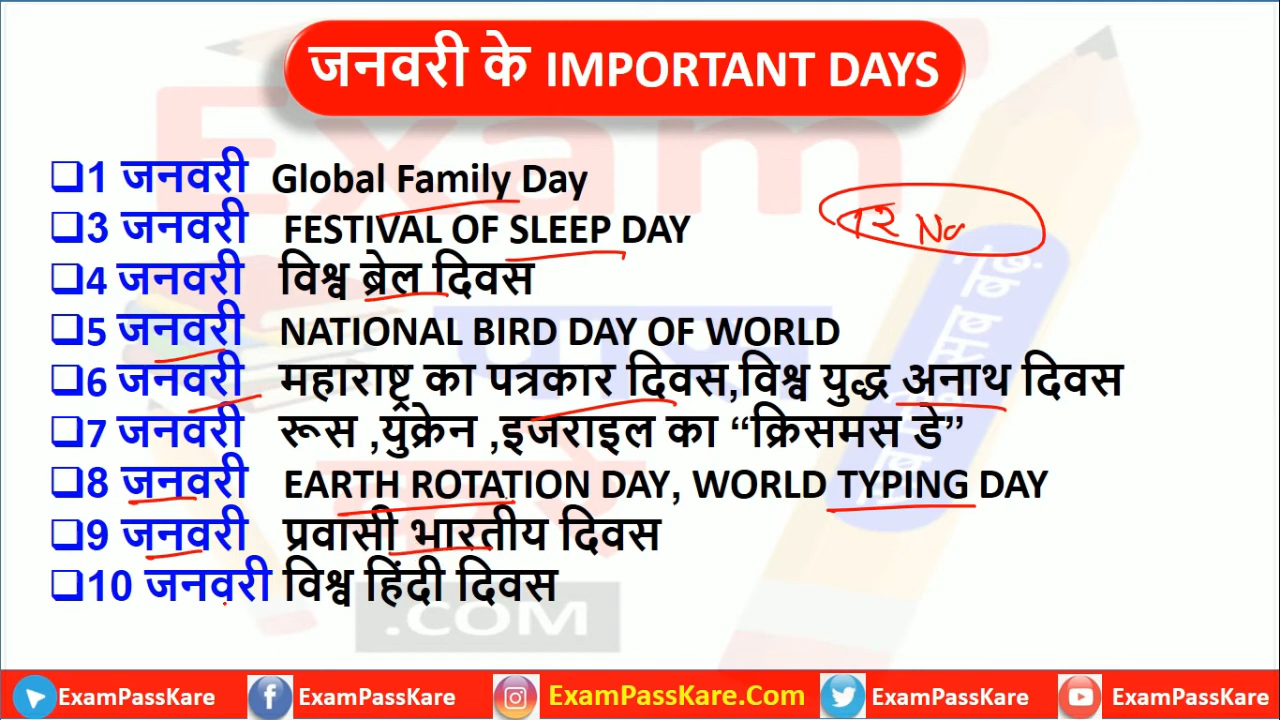 जनवरी के IMPORTANT DAYS
❑1 जनवरी Global Family Day
❑3 जनवरी FESTIVAL OF SLEEP DAY
12 No
❑4 जनवरी विश्व ब्रेल दिवस
❑5 जनवरी NATIONAL BIRD DAY OF WORLD
❑6 जनवरी महाराष्ट्र का पत्रकार दिवस,विश्व युद्ध अनाथ दिवस
❑7 जनवरी रूस ,युक्रेन ,इजराइल का “क्रिसमस डे”
❑8 जनवरी EARTH ROTATION DAY, WORLD TYPING DAY
❑9 जनवरी प्रवासी भारतीय दिवस
❑10 जनवरी विश्व हिंदी दिवस
Exam
पास
.COM
ExamPassKare ExamPassKare ExamPassKare.Com ExamPassKare ExamPassKare